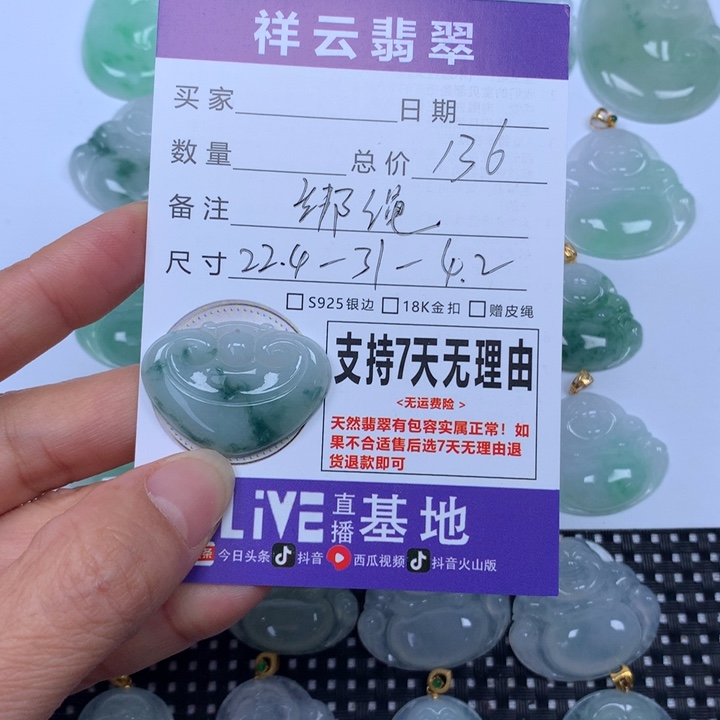 祥云翡翠
买家 日期
数量 总价 136
备注 绑绳
尺寸 22.4-31-4.2
S925银边 18K金扣 赠皮绳
支持7天无理由
<无运费险>
天然翡翠有包容实属正常！如
果不合适售后选7天无理由退
货退款即可
LiVE 直播 基地
今日头条 抖音 西瓜视频 抖音火山版